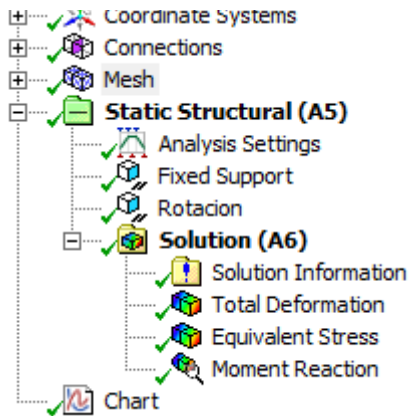 Coordinate Systems
Connections
Mesh
Static Structural (A5)
Analysis Settings
Fixed Support
Rotacion
Solution (A6)
Solution Information
Total Deformation
Equivalent Stress
Moment Reaction
Chart